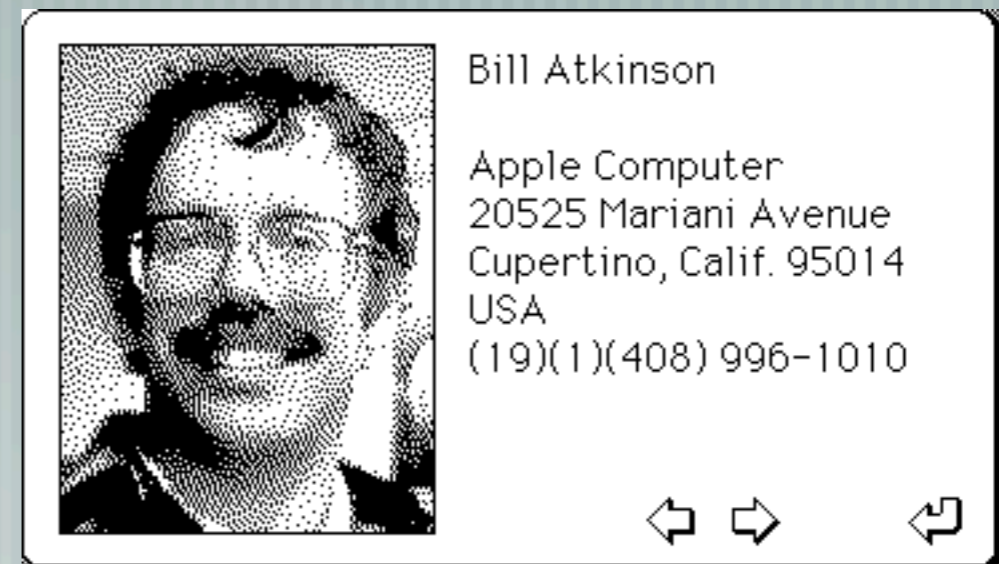 Bill Atkinson
Apple Computer
20525 Mariani Avenue
Cupertino, Calif. 95014
USA
(19)(1)(408) 996-1010